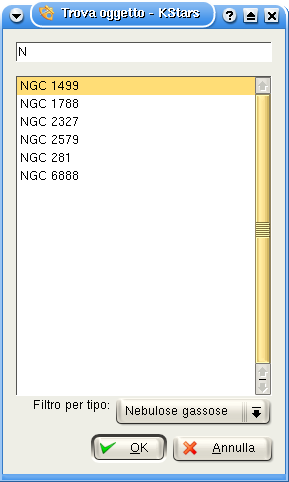 Trova oggetto - KStars
N
NGC 1499
NGC 1788
NGC 2327
NGC 2579
NGC 281
NGC 6888
Filtro per tipo: Nebulose gassose
OK Annulla